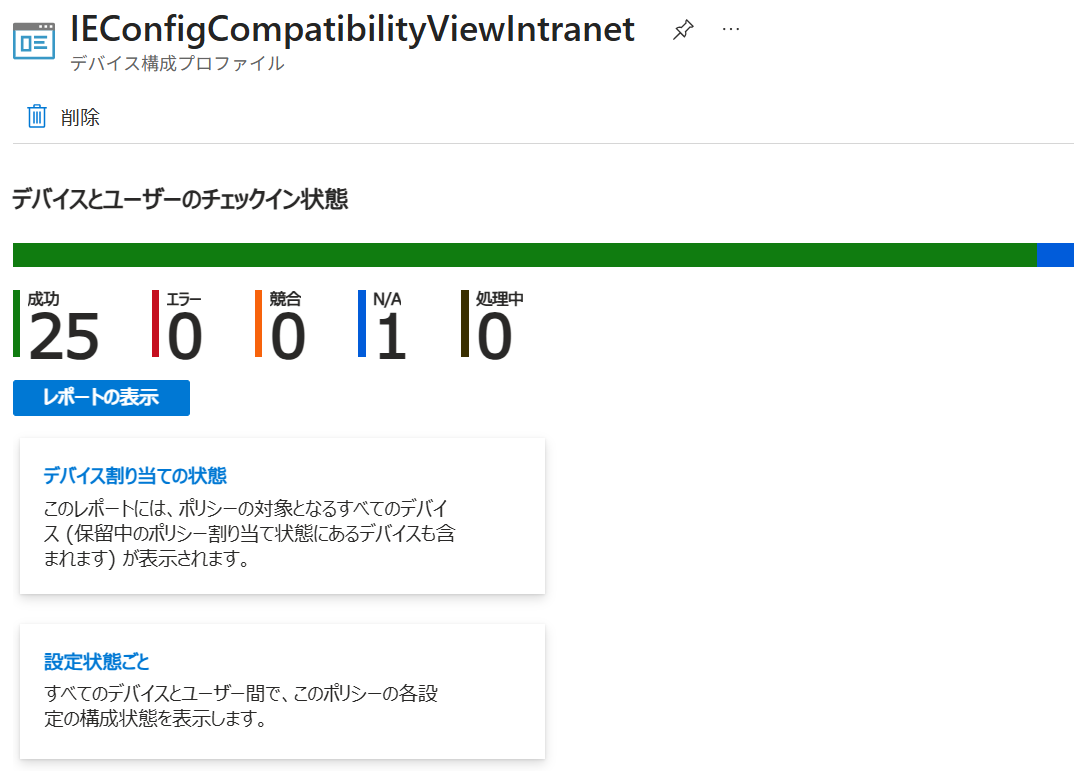 IEConfigCompatibilityViewIntranet
デバイス構成プロファイル
削除
デバイスとユーザーのチェックイン状態
成功
25
エラー
0
競合
0
N/A
1
処理中
0
レポートの表示
デバイス割り当ての状態
このレポートには、ポリシーの対象となるすべてのデバイ
ス (保留中のポリシー割り当て状態にあるデバイスも含
まれます) が表示されます。
設定状態ごと
すべてのデバイスとユーザー間で、このポリシーの各設
定の構成状態を表示します。